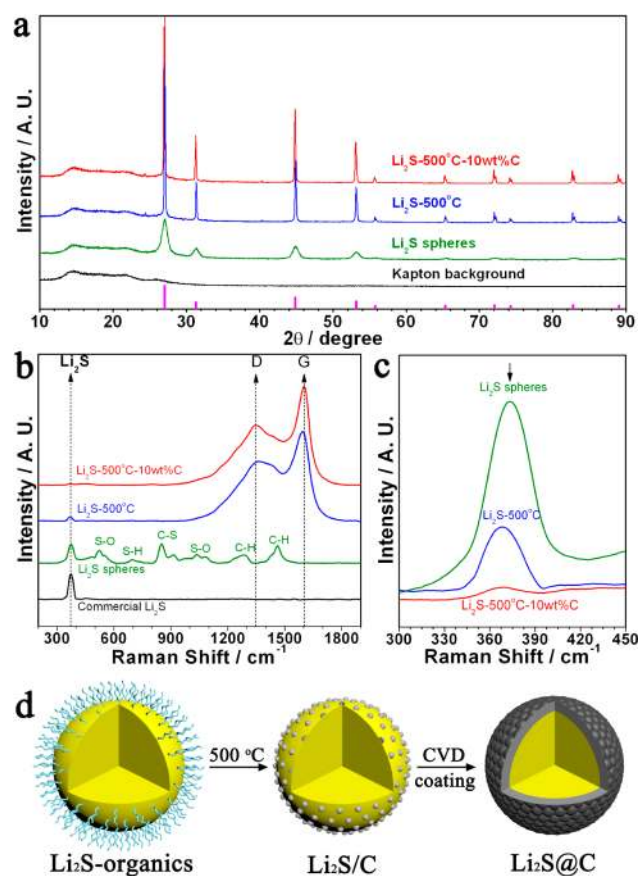 a
Intensity / A. U.
Li₂S-500°C-10wt%C
Li₂S-500°C
Li₂S spheres
Kapton background
10 20 30 40 50 60 70 80 90
2θ / degree
b
Intensity / A. U.
Li₂S
D
G
Li₂S-500°C-10wt%C
Li₂S-500°C
S-O
S-H
C-S
S-O
C-H
C-H
Li₂S spheres
Commercial Li₂S
300 600 900 1200 1500 1800
Raman Shift / cm⁻¹
c
Intensity / A. U.
Li₂S spheres
Li₂S-500°C
Li₂S-500°C-10wt%C
300 330 360 390 420 450
Raman Shift / cm⁻¹
d
500 °C
CVD
coating
Li₂S-organics
Li₂S/C
Li₂S@C